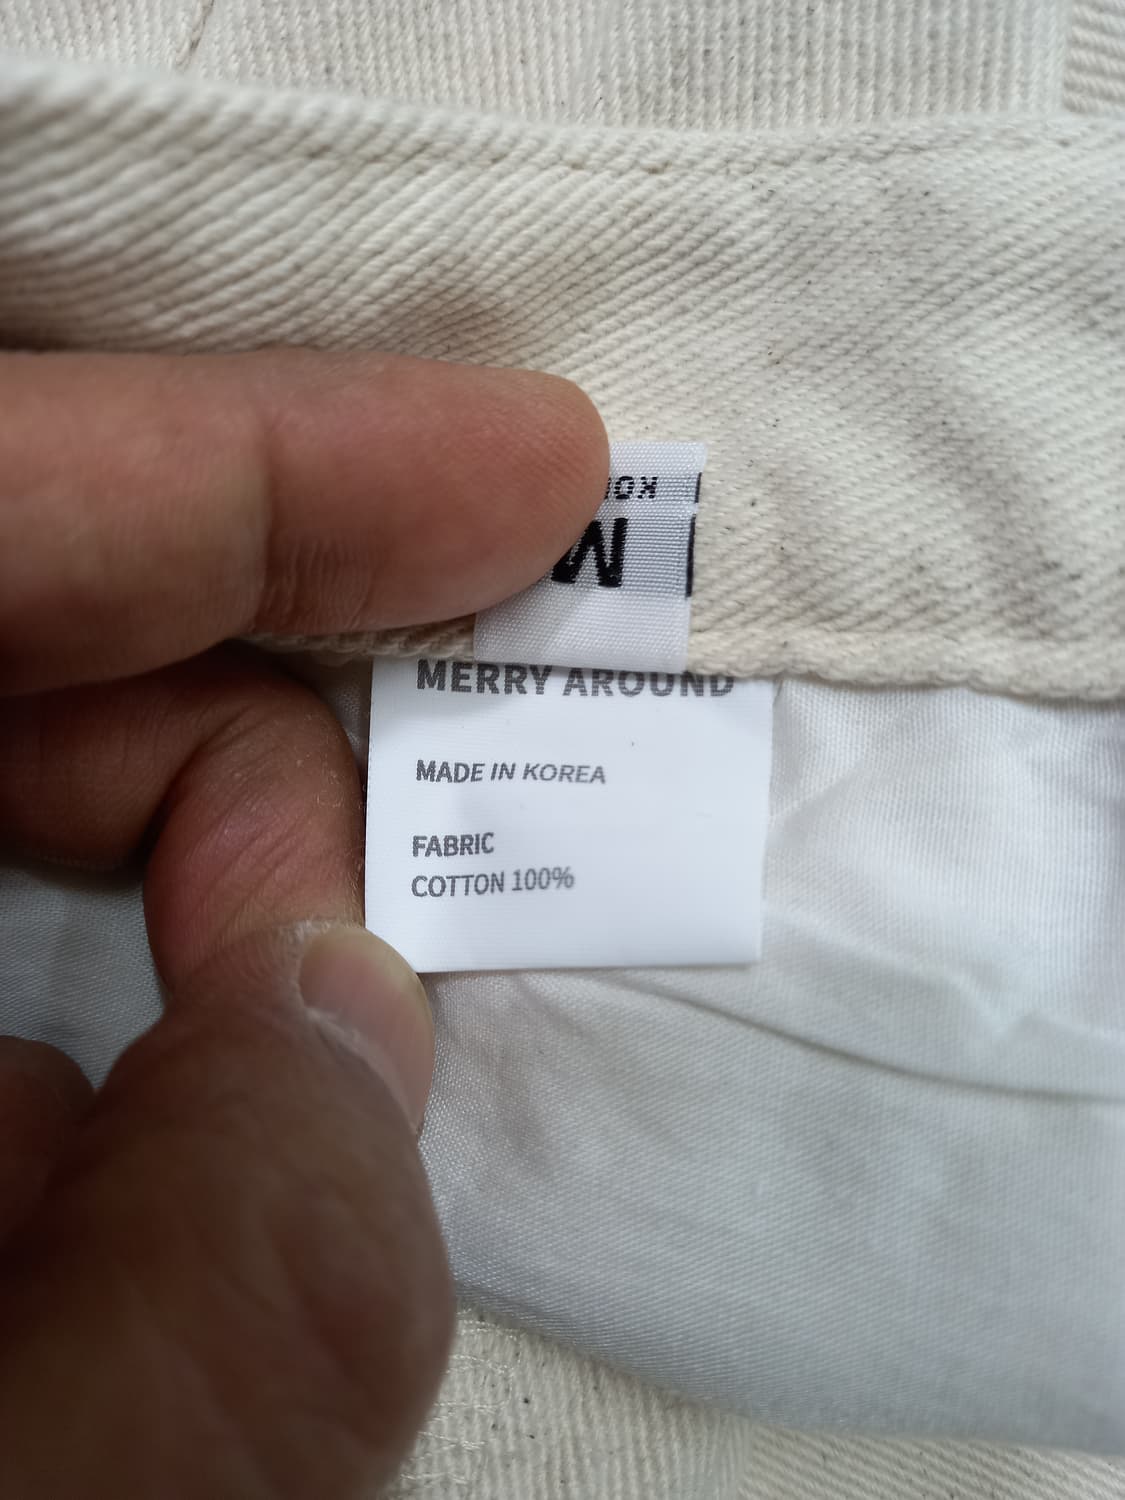 M
MERRY AROUND
MADE IN KOREA
FABRIC
COTTON 100%